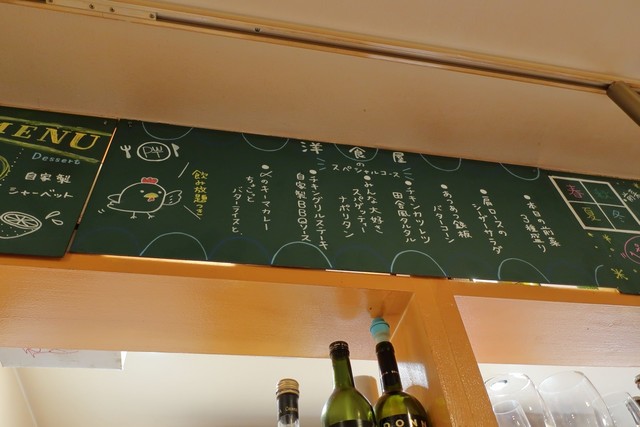 MENU
Dessert
自家製
シャーベット
洋食屋
の
スペシャルコース
飲み放題つき
•本日の前菜
3種盛り
•肩ロースの
シーザーサラダ
•あつあつ鉄板
バターコーン
•チキンカツレツ
田舎風タルタル
•みんな大好き
スパゲッティー
ナポリタン
•チキングリルステーキ
自家製BBQソース
•〆のキーマカレー
ちょこっと
バターライスと
春
夏
冬